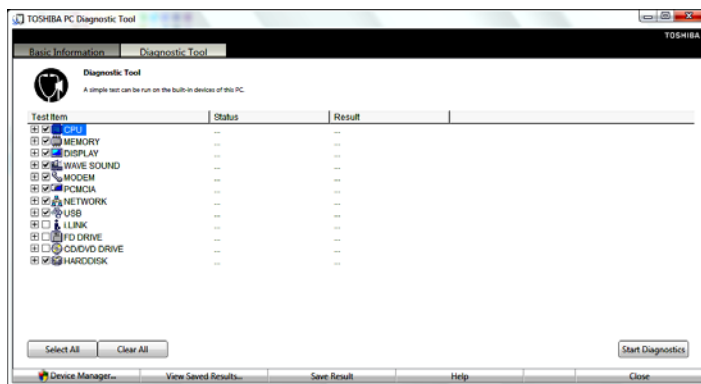 TOSHIBA PC Diagnostic Tool
TOSHIBA
Basic Information Diagnostic Tool
Diagnostic Tool
A simple test can be run on the built-in devices of this PC.
Test Item Status Result
CPU ... ...
MEMORY ... ...
DISPLAY ... ...
WAVE SOUND ... ...
MODEM ... ...
PCMCIA ... ...
NETWORK ... ...
USB ... ...
i.LINK ... ...
FD DRIVE ... ...
CD/DVD DRIVE ... ...
HARDDISK ... ...
Select All Clear All Start Diagnostics
Device Manager... View Saved Results... Save Result Help Close